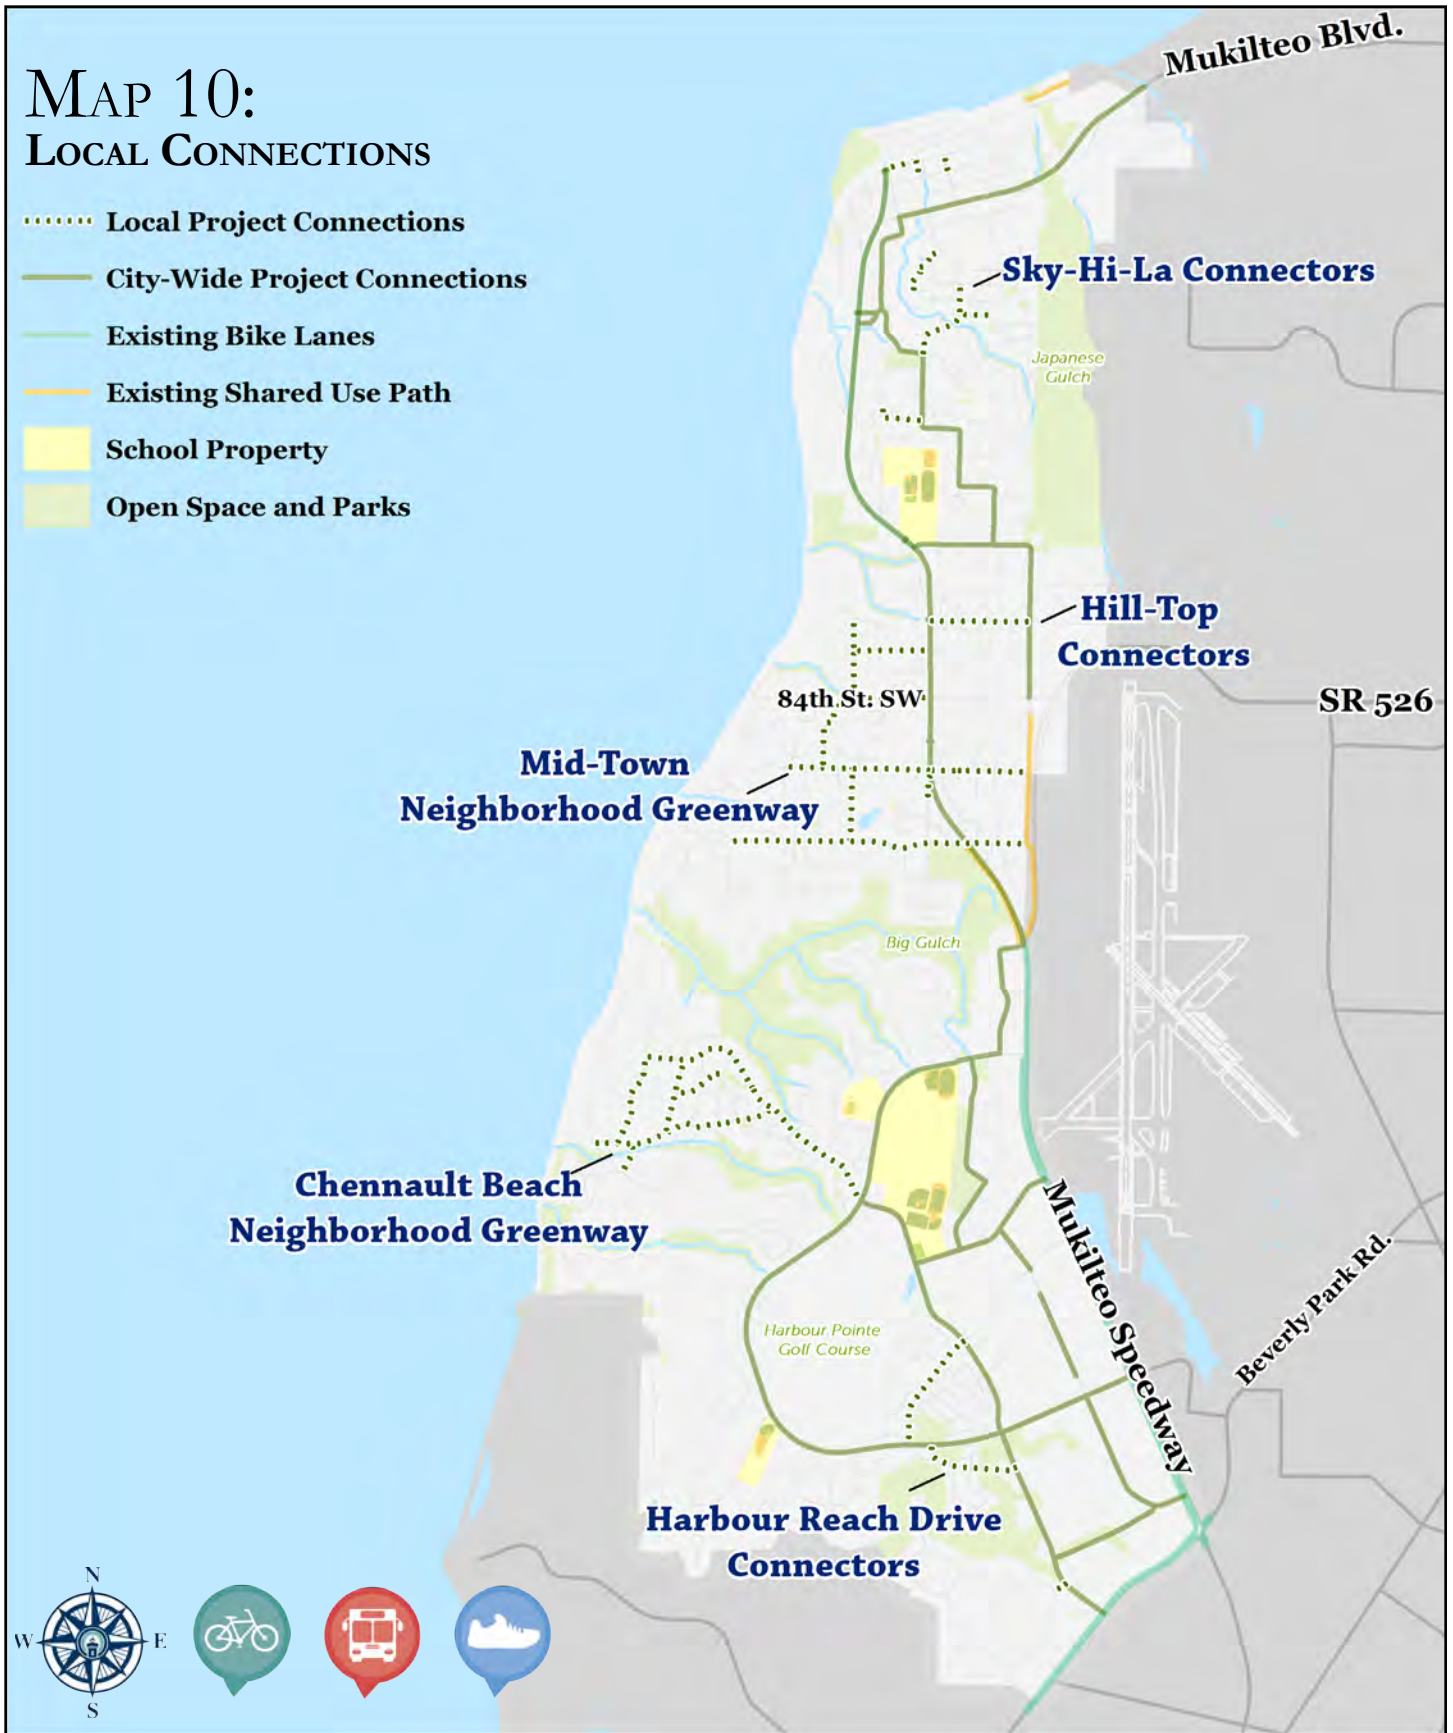 Map 10:
Local Connections
Local Project Connections
City-Wide Project Connections
Existing Bike Lanes
Existing Shared Use Path
School Property
Open Space and Parks
Mukilteo Blvd.
Sky-Hi-La Connectors
Japanese
Gulch
Hill-Top
Connectors
84th St. SW
SR 526
Mid-Town
Neighborhood Greenway
Big Gulch
Chennault Beach
Neighborhood Greenway
Mukilteo Speedway
Beverly Park Rd.
Harbour Pointe
Golf Course
Harbour Reach Drive
Connectors
N
W E
S